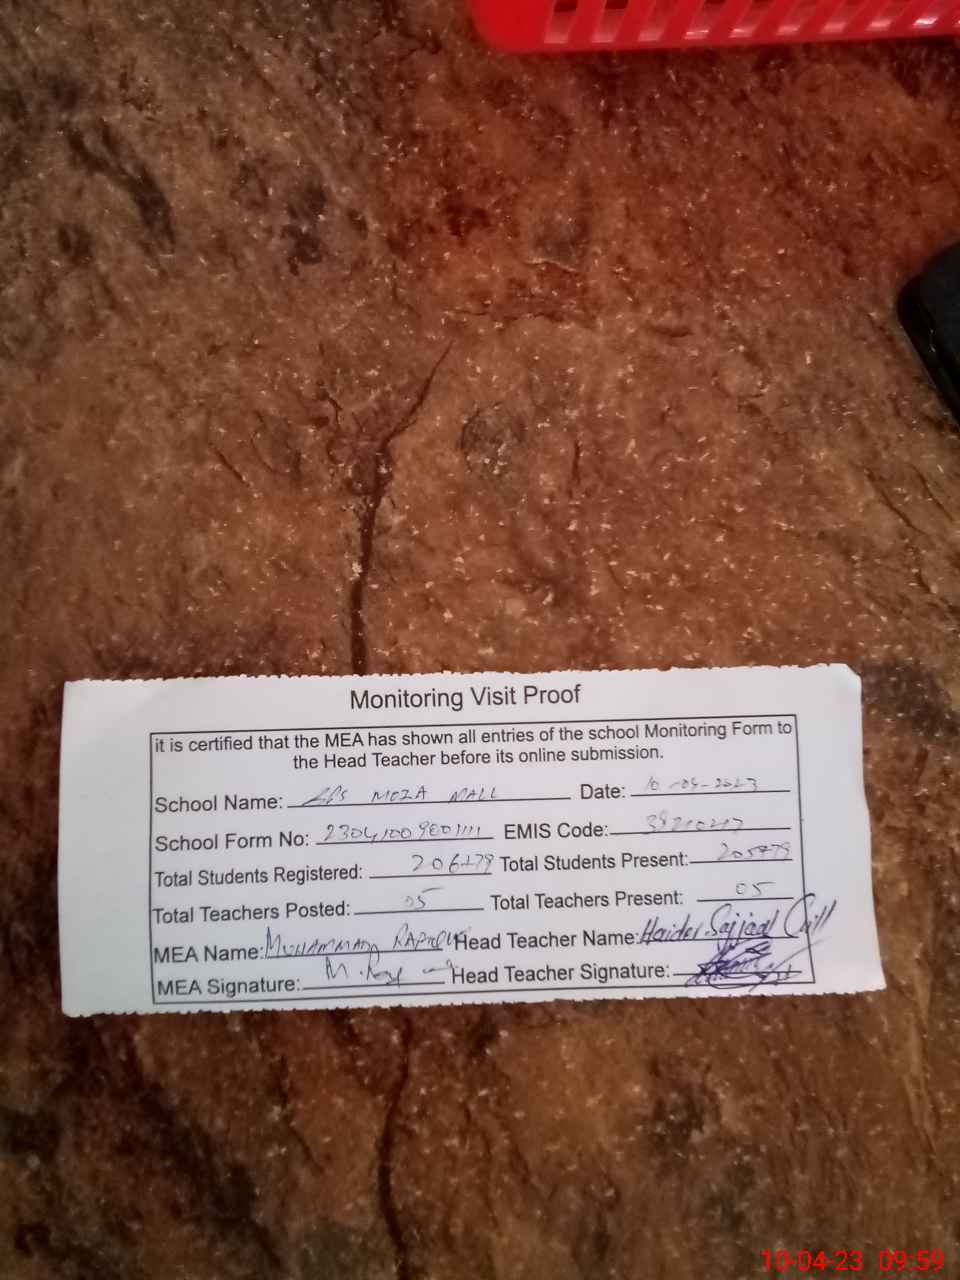 Monitoring Visit Proof
it is certified that the MEA has shown all entries of the school Monitoring Form to
the Head Teacher before its online submission.
School Name: GPS MOZA MALL Date: 10-04-2023
School Form No: EMIS Code:
Total Students Registered: Total Students Present:
Total Teachers Posted: 05 Total Teachers Present: 05
MEA Name: MUHAMMAD Head Teacher Name: Haider Sajjad Gill
MEA Signature: Head Teacher Signature:
10-04-23 09:59